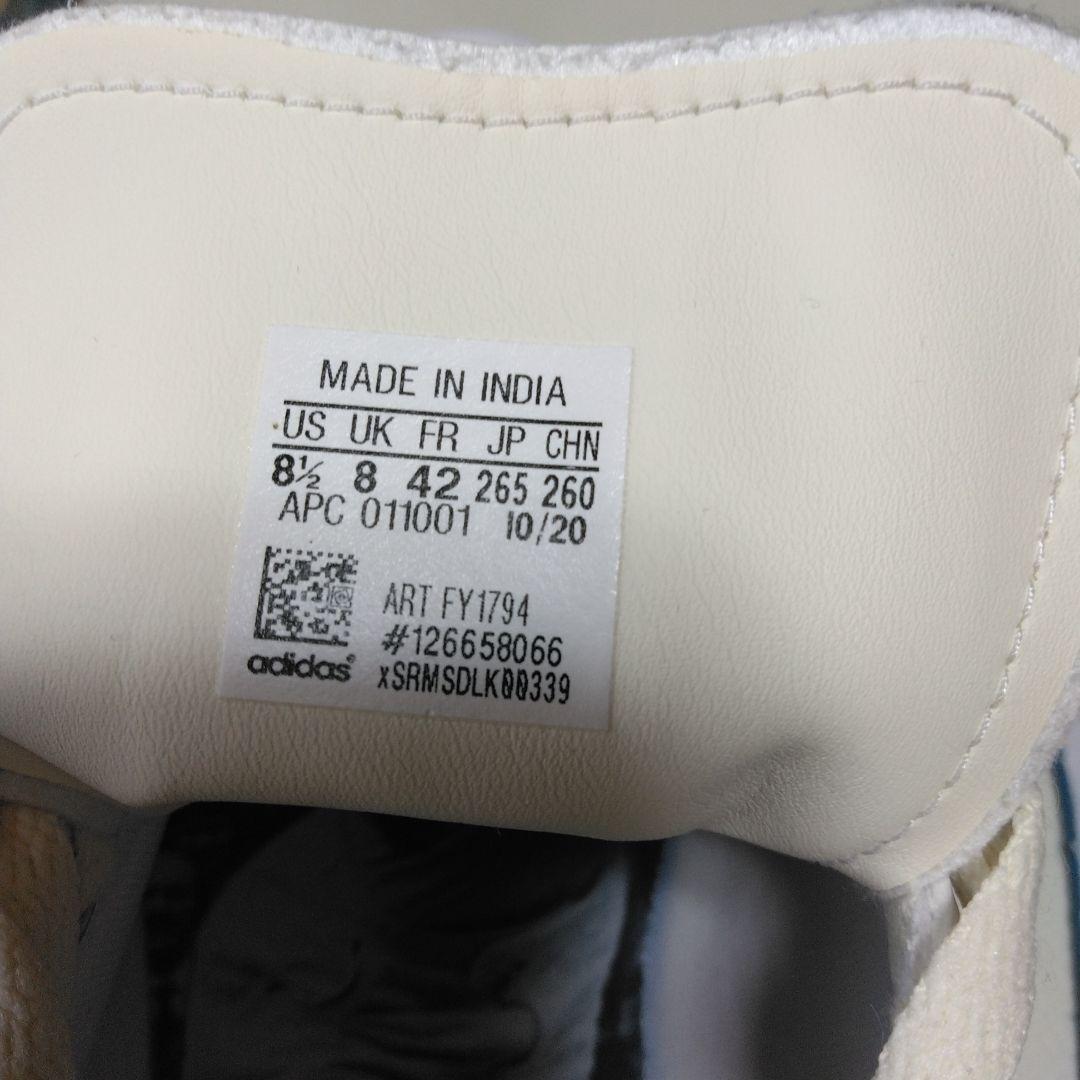 MADE IN INDIA
US UK FR JP CHN
8½ 8 42 265 260
APC 011001 10/20
ART FY1794
#126658066
adidas®
xSRMSDLK00339